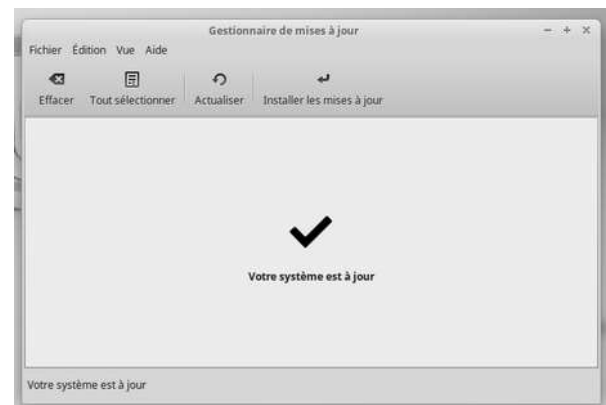 Gestionnaire de mises à jour
Fichier Édition Vue Aide
Effacer Tout sélectionner Actualiser Installer les mises à jour
Votre système est à jour
Votre système est à jour